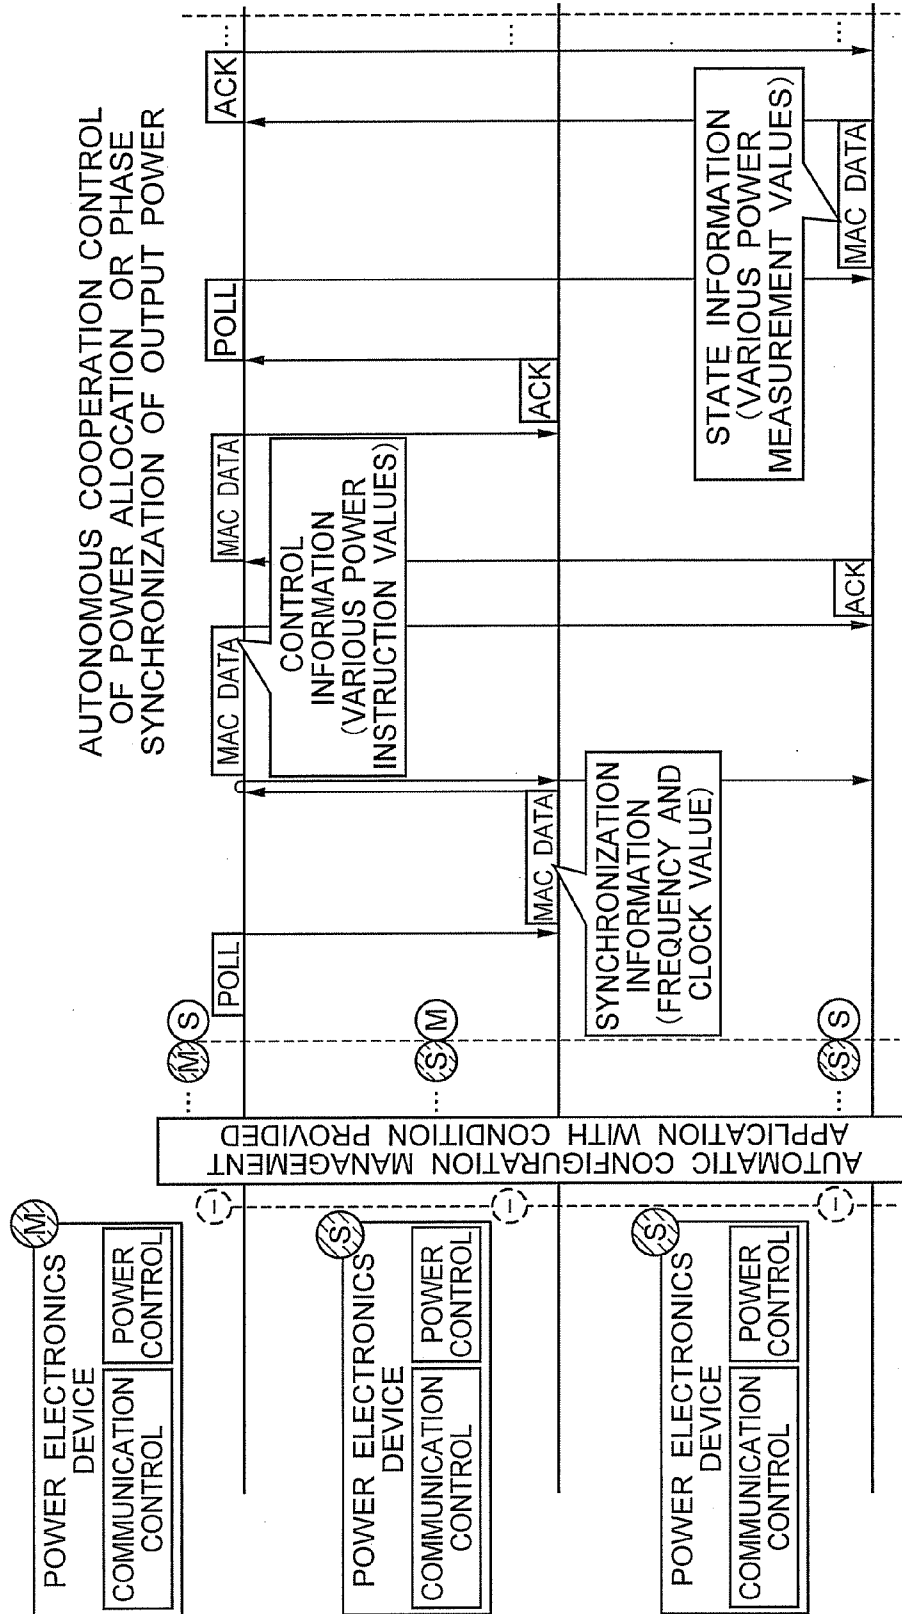 POWER ELECTRONICS
DEVICE
COMMUNICATION
CONTROL
POWER
CONTROL
M
POWER ELECTRONICS
DEVICE
COMMUNICATION
CONTROL
POWER
CONTROL
S
POWER ELECTRONICS
DEVICE
COMMUNICATION
CONTROL
POWER
CONTROL
S
I
I
I
AUTOMATIC CONFIGURATION MANAGEMENT
APPLICATION WITH CONDITION PROVIDED
... M S
... S M
... S S
AUTONOMOUS COOPERATION CONTROL
OF POWER ALLOCATION OR PHASE
SYNCHRONIZATION OF OUTPUT POWER
POLL
MAC DATA
SYNCHRONIZATION
INFORMATION
(FREQUENCY AND
CLOCK VALUE)
MAC DATA
CONTROL
INFORMATION
(VARIOUS POWER
INSTRUCTION VALUES)
ACK
MAC DATA
ACK
POLL
MAC DATA
STATE INFORMATION
(VARIOUS POWER
MEASUREMENT VALUES)
ACK
...
...
...